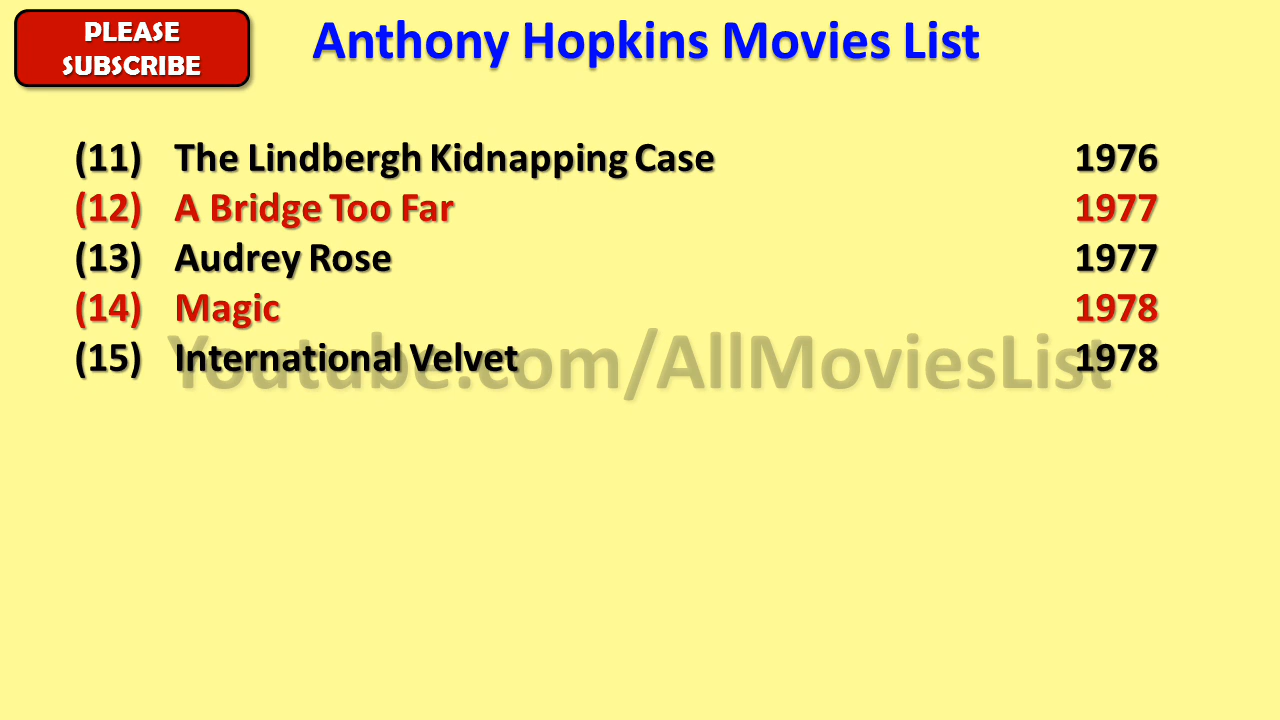 PLEASE
SUBSCRIBE
Anthony Hopkins Movies List
(11) The Lindbergh Kidnapping Case 1976
(12) A Bridge Too Far 1977
(13) Audrey Rose 1977
(14) Magic 1978
(15) International Velvet 1978
Youtube.com/AllMoviesList